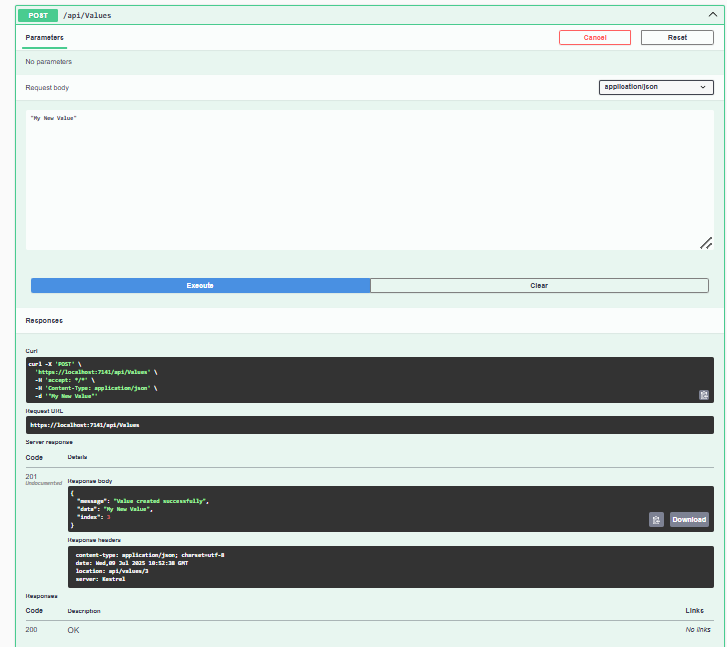 POST /api/Values
Parameters Cancel Reset
No parameters
Request body application/json
"My New Value"
Execute Clear
Responses
Curl
curl -X 'POST' \
'https://localhost:7141/api/Values' \
-H 'accept: */*' \
-H 'Content-Type: application/json' \
-d '"My New Value"'
Request URL
https://localhost:7141/api/Values
Server response
Code Details
201 Undocumented
Response body
{
"message": "Value created successfully",
"data": "My New Value",
"index": 3
}
Download
Response headers
content-type: application/json; charset=utf-8
date: Wed,09 Jul 2025 10:52:38 GMT
location: api/values/3
server: Kestrel
Responses
Code Description Links
200 OK No links